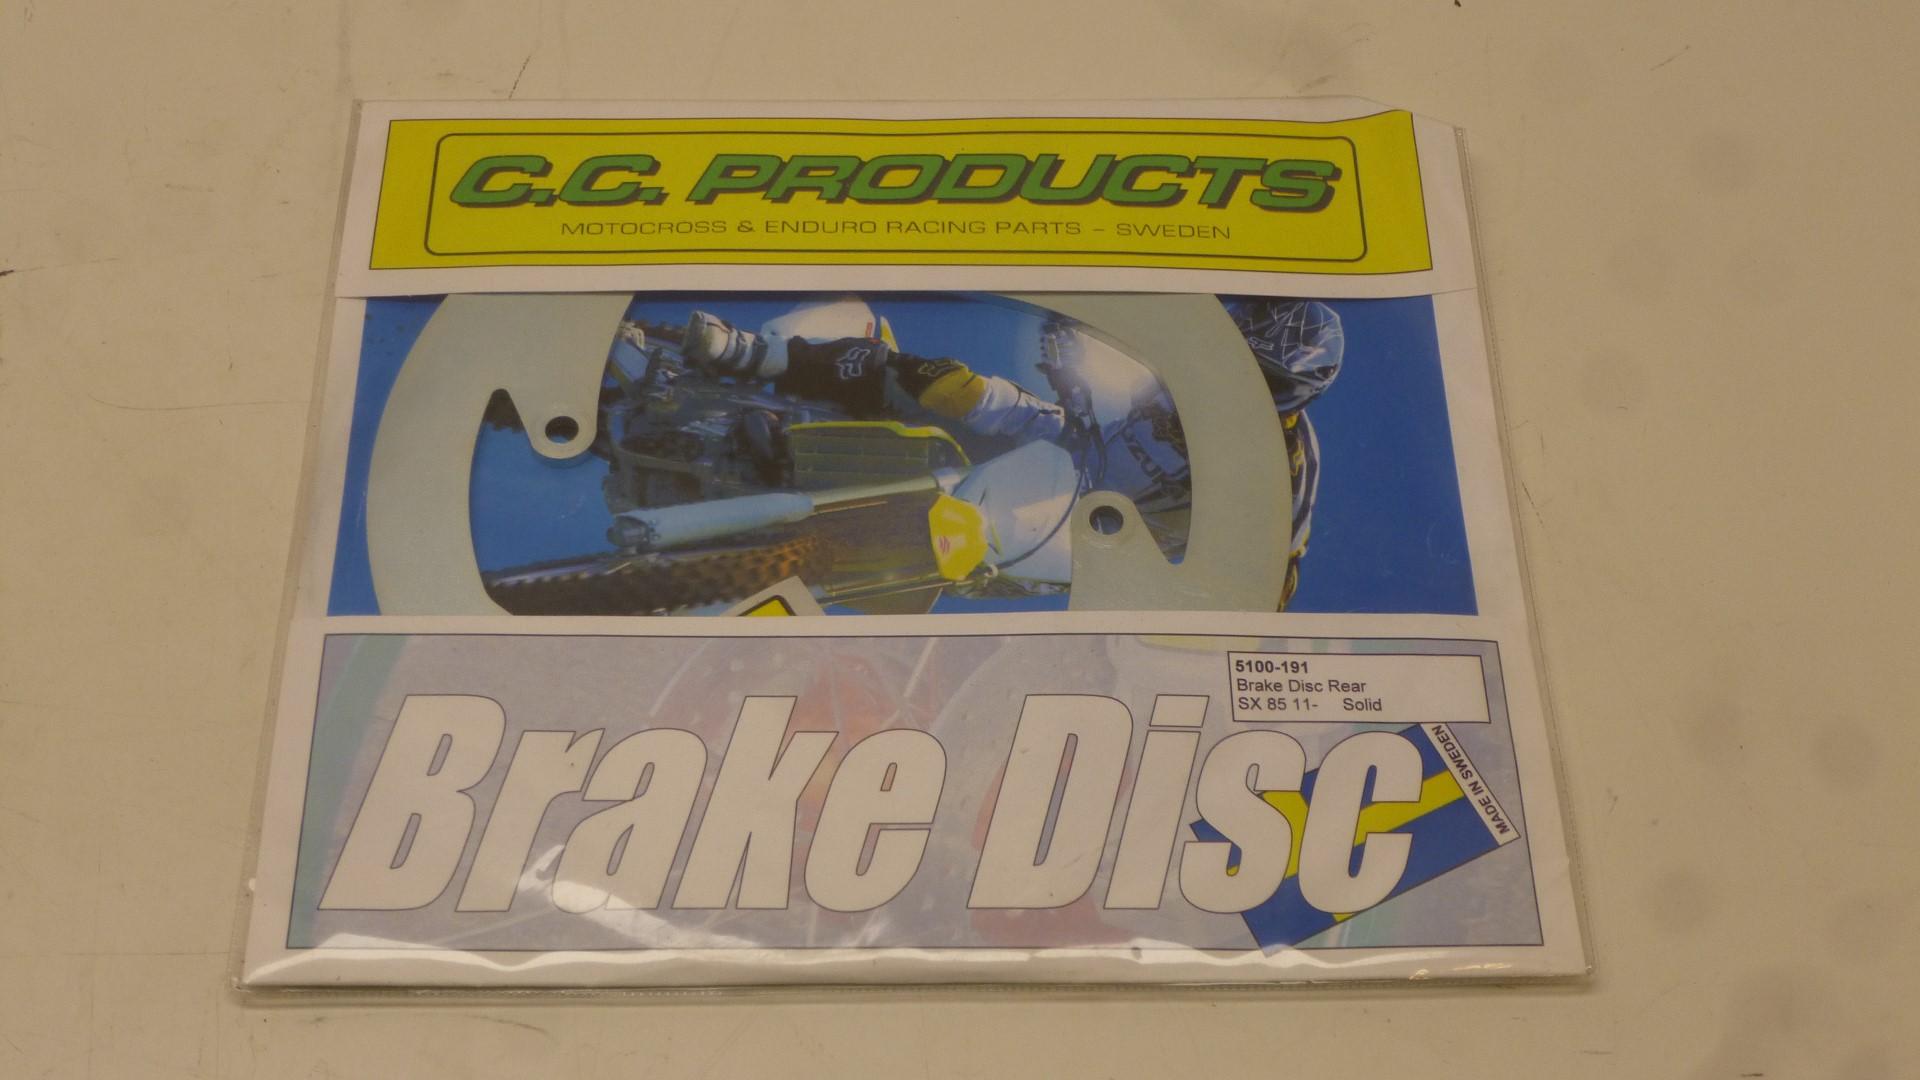 C.C. PRODUCTS
MOTOCROSS & ENDURO RACING PARTS - SWEDEN
5100-191
Brake Disc Rear
SX 85 11- Solid
Brake Disc
MADE IN SWEDEN